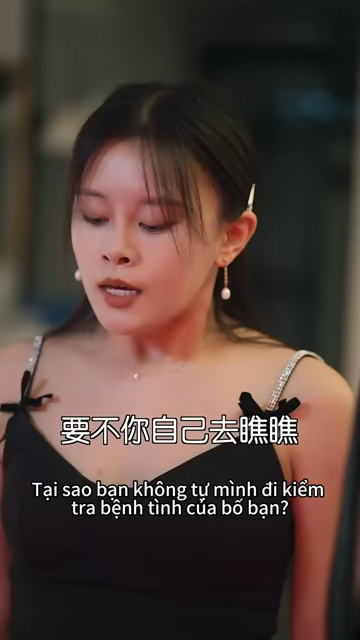 要不你自己去瞧瞧
Tại sao bạn không tự mình đi kiểm
tra bệnh tình của bố bạn?